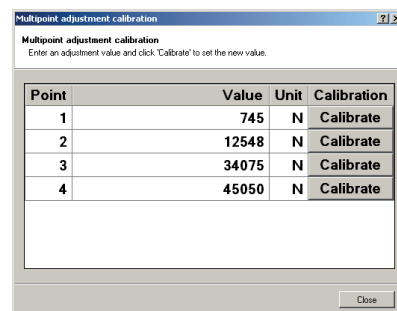 Multipoint adjustment calibration
Multipoint adjustment calibration
Enter an adjustment value and click 'Calibrate' to set the new value.
Point Value Unit Calibration
1 745 N Calibrate
2 12548 N Calibrate
3 34075 N Calibrate
4 45050 N Calibrate
Close